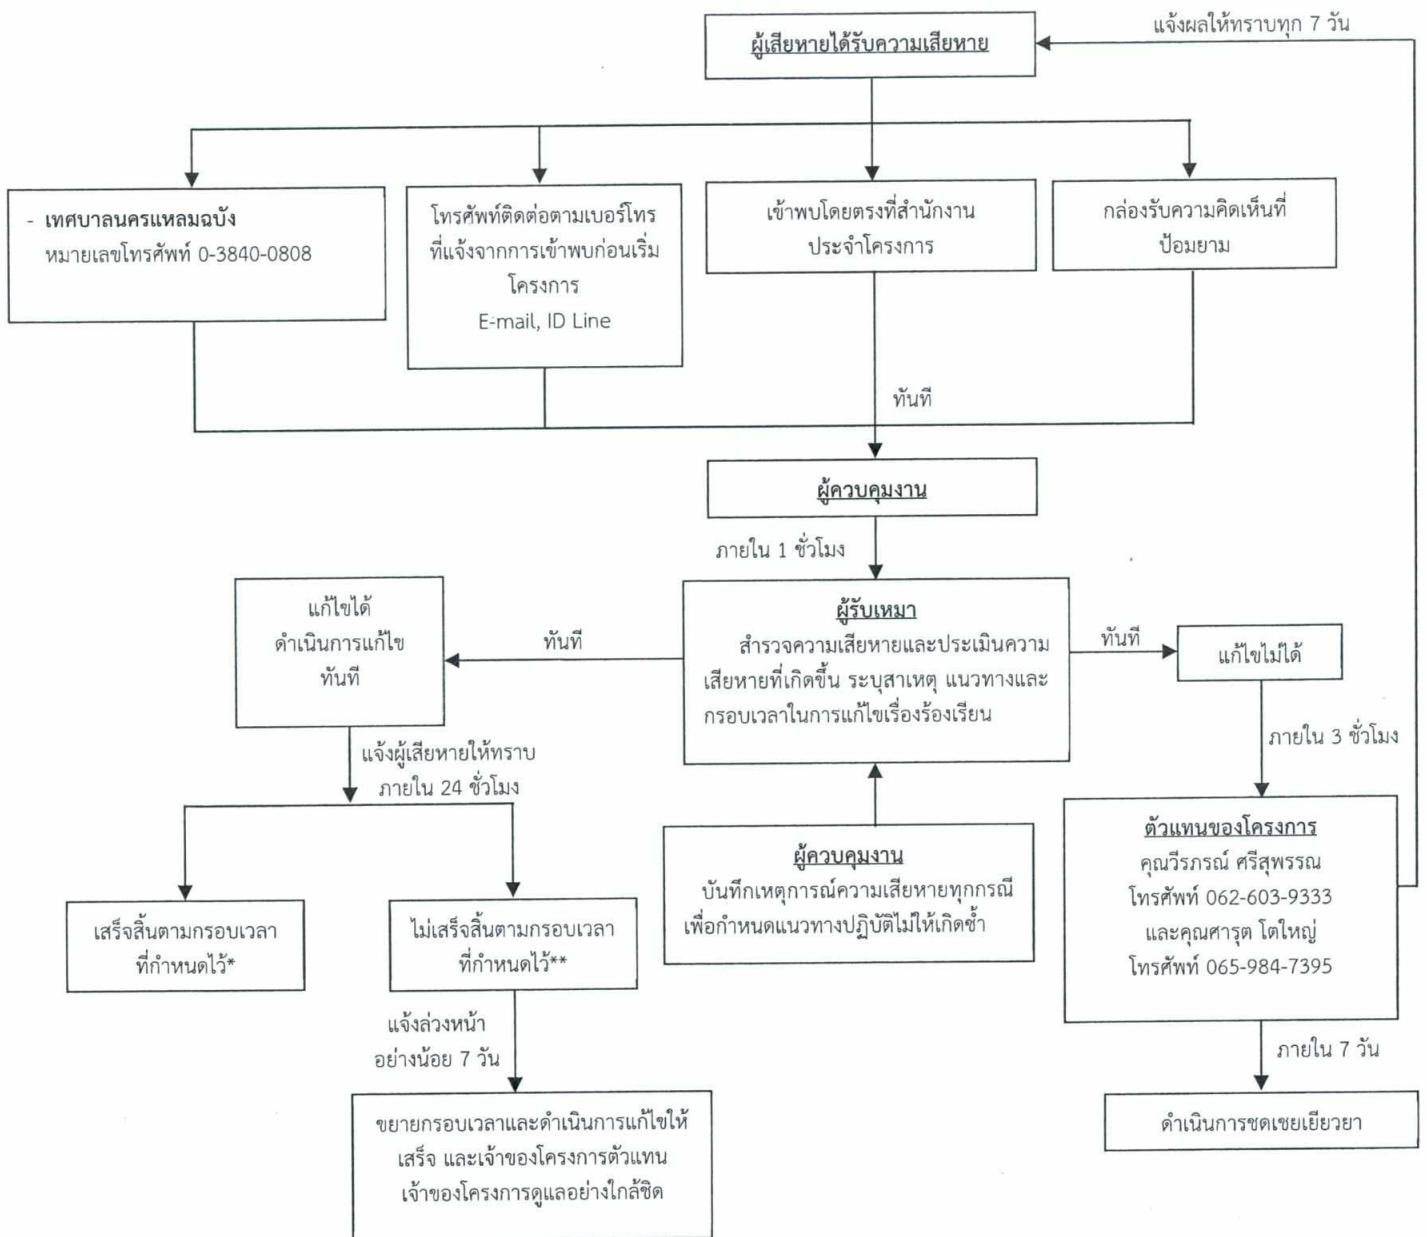 แจ้งผลให้ทราบทุก 7 วัน
ผู้เสียหายได้รับความเสียหาย
- เทศบาลนครแหลมฉบัง
หมายเลขโทรศัพท์ 0-3840-0808
โทรศัพท์ติดต่อตามเบอร์โทร
ที่แจ้งจากการเข้าพบก่อนเริ่ม
โครงการ
E-mail, ID Line
เข้าพบโดยตรงที่สำนักงาน
ประจำโครงการ
กล่องรับความคิดเห็นที่
ป้อมยาม
ทันที
ผู้ควบคุมงาน
ภายใน 1 ชั่วโมง
ผู้รับเหมา
สำรวจความเสียหายและประเมินความ
เสียหายที่เกิดขึ้น ระบุสาเหตุ แนวทางและ
กรอบเวลาในการแก้ไขเรื่องร้องเรียน
ทันที
แก้ไขได้
ดำเนินการแก้ไข
ทันที
ทันที
แก้ไขไม่ได้
แจ้งผู้เสียหายให้ทราบ
ภายใน 24 ชั่วโมง
ภายใน 3 ชั่วโมง
เสร็จสิ้นตามกรอบเวลา
ที่กำหนดไว้*
ไม่เสร็จสิ้นตามกรอบเวลา
ที่กำหนดไว้**
ผู้ควบคุมงาน
บันทึกเหตุการณ์ความเสียหายทุกกรณี
เพื่อกำหนดแนวทางปฏิบัติไม่ให้เกิดซ้ำ
ตัวแทนของโครงการ
คุณวีรภรณ์ ศรีสุพรรณ
โทรศัพท์ 062-603-9333
และคุณศารุต โตใหญ่
โทรศัพท์ 065-984-7395
แจ้งล่วงหน้า
อย่างน้อย 7 วัน
ภายใน 7 วัน
ขยายกรอบเวลาและดำเนินการแก้ไขให้
เสร็จ และเจ้าของโครงการตัวแทน
เจ้าของโครงการดูแลอย่างใกล้ชิด
ดำเนินการชดเชยเยียวยา